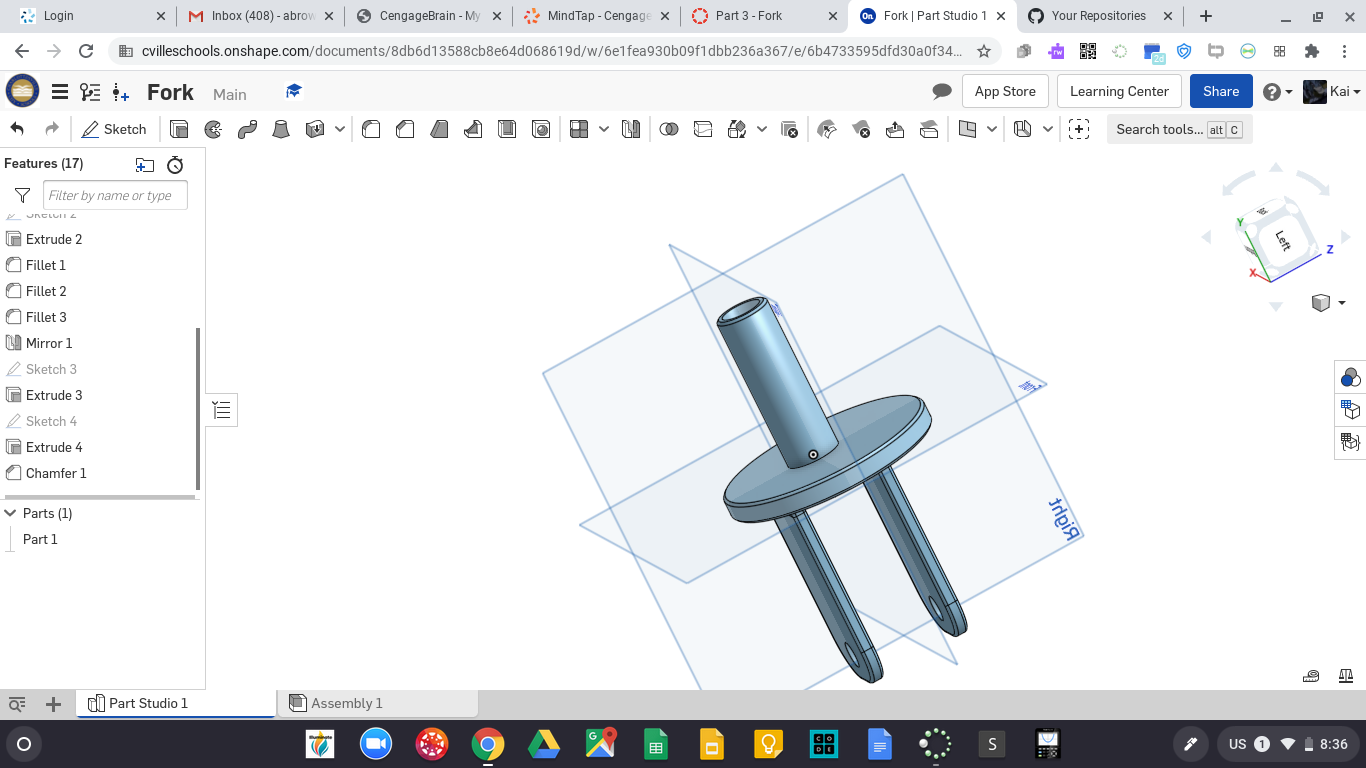 Login
Inbox (408) - abrow
CengageBrain - My
MindTap - Cengage
Part 3 - Fork
Fork | Part Studio 1
Your Repositories
cvilleschools.onshape.com/documents/8db6d13588cb8e64d068619d/w/6e1fea930b09f1dbb236a367/e/6b4733595dfd30a0f34...
Fork
Main
App Store
Learning Center
Share
Kai
Sketch
Search tools... alt C
Features (17)
Filter by name or type
Sketch 2
Extrude 2
Fillet 1
Fillet 2
Fillet 3
Mirror 1
Sketch 3
Extrude 3
Sketch 4
Extrude 4
Chamfer 1
Parts (1)
Part 1
Y
Left
Z
X
Right
Part Studio 1
Assembly 1
CODE
S
US 1 8:36